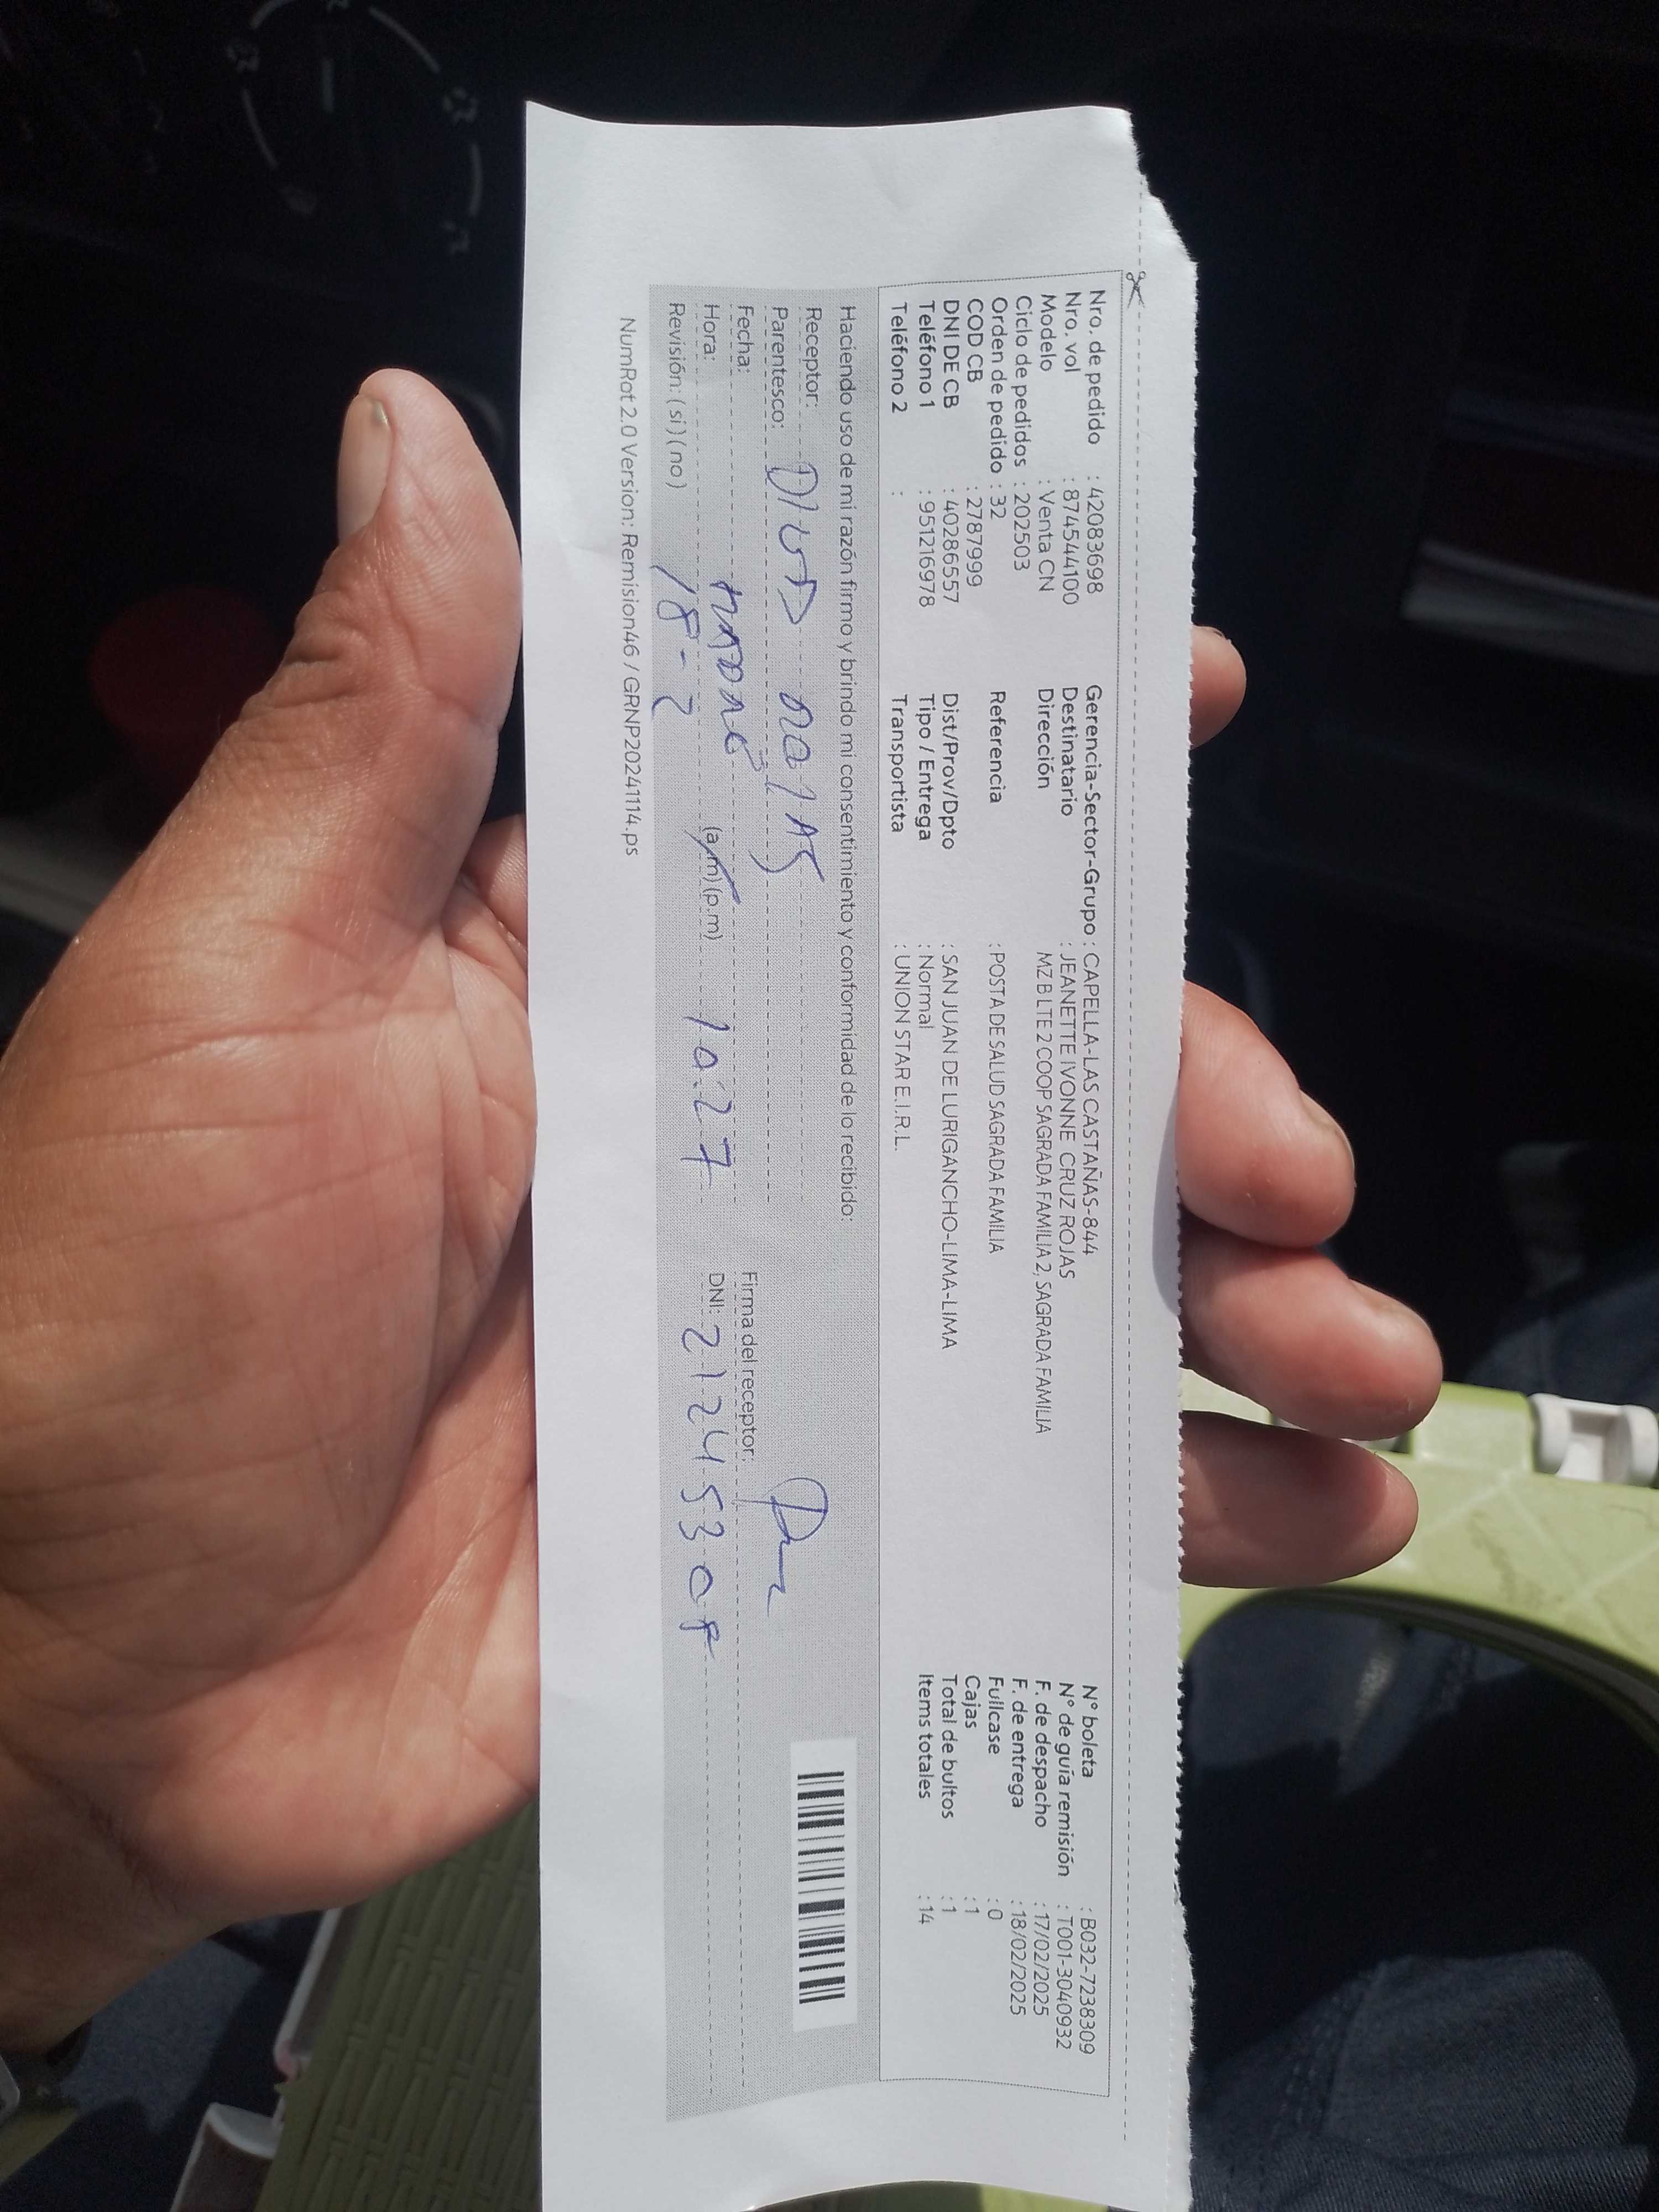 Nro. de pedido : 42083698
Nro. vol : 874544100
Modelo : Venta CN
Ciclo de pedidos : 202503
Orden de pedido : 32
COD CB : 2787999
DNI DE CB : 40286557
Teléfono 1 : 951216978
Teléfono 2 :
Gerencia-Sector-Grupo : CAPELLA-LAS CASTAÑAS-844
Destinatario : JEANETTE IVONNE CRUZ ROJAS
Dirección MZ B LTE 2 COOP SAGRADA FAMILIA 2, SAGRADA FAMILIA
Referencia : POSTA DE SALUD SAGRADA FAMILIA
Dist/Prov/Dpto : SAN JUAN DE LURIGANCHO-LIMA-LIMA
Tipo / Entrega : Normal
Transportista : UNION STAR E.I.R.L.
N° boleta : B032-7238309
N° de guía remisión : T001-3040932
F. de despacho : 17/02/2025
F. de entrega : 18/02/2025
Fullcase : 0
Cajas : 1
Total de bultos : 1
Items totales : 14
Haciendo uso de mi razón firmo y brindo mi consentimiento y conformidad de lo recibido:
Receptor:
Parentesco:
Fecha: 18-2
Hora: (a.m) (p.m) 10:27
Revisión: ( si ) ( no )
Firma del receptor:
DNI: 2124530
NumRot 2.0 Version: Remision46 / GRNP20241114.ps